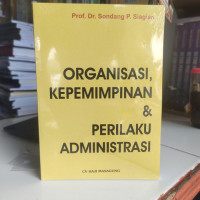 Prof. Dr. Sondang P. Siagian
ORGANISASI,
KEPEMIMPINAN
&
PERILAKU
ADMINISTRASI